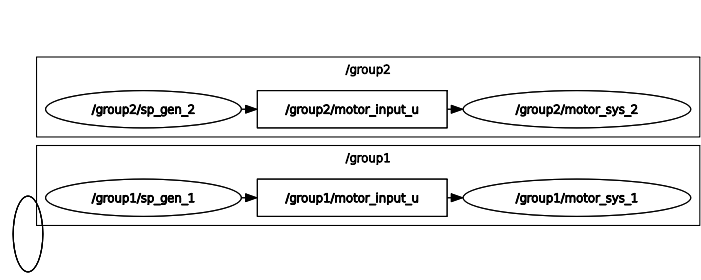 /group2
/group2/sp_gen_2
/group2/motor_input_u
/group2/motor_sys_2
/group1
/group1/sp_gen_1
/group1/motor_input_u
/group1/motor_sys_1